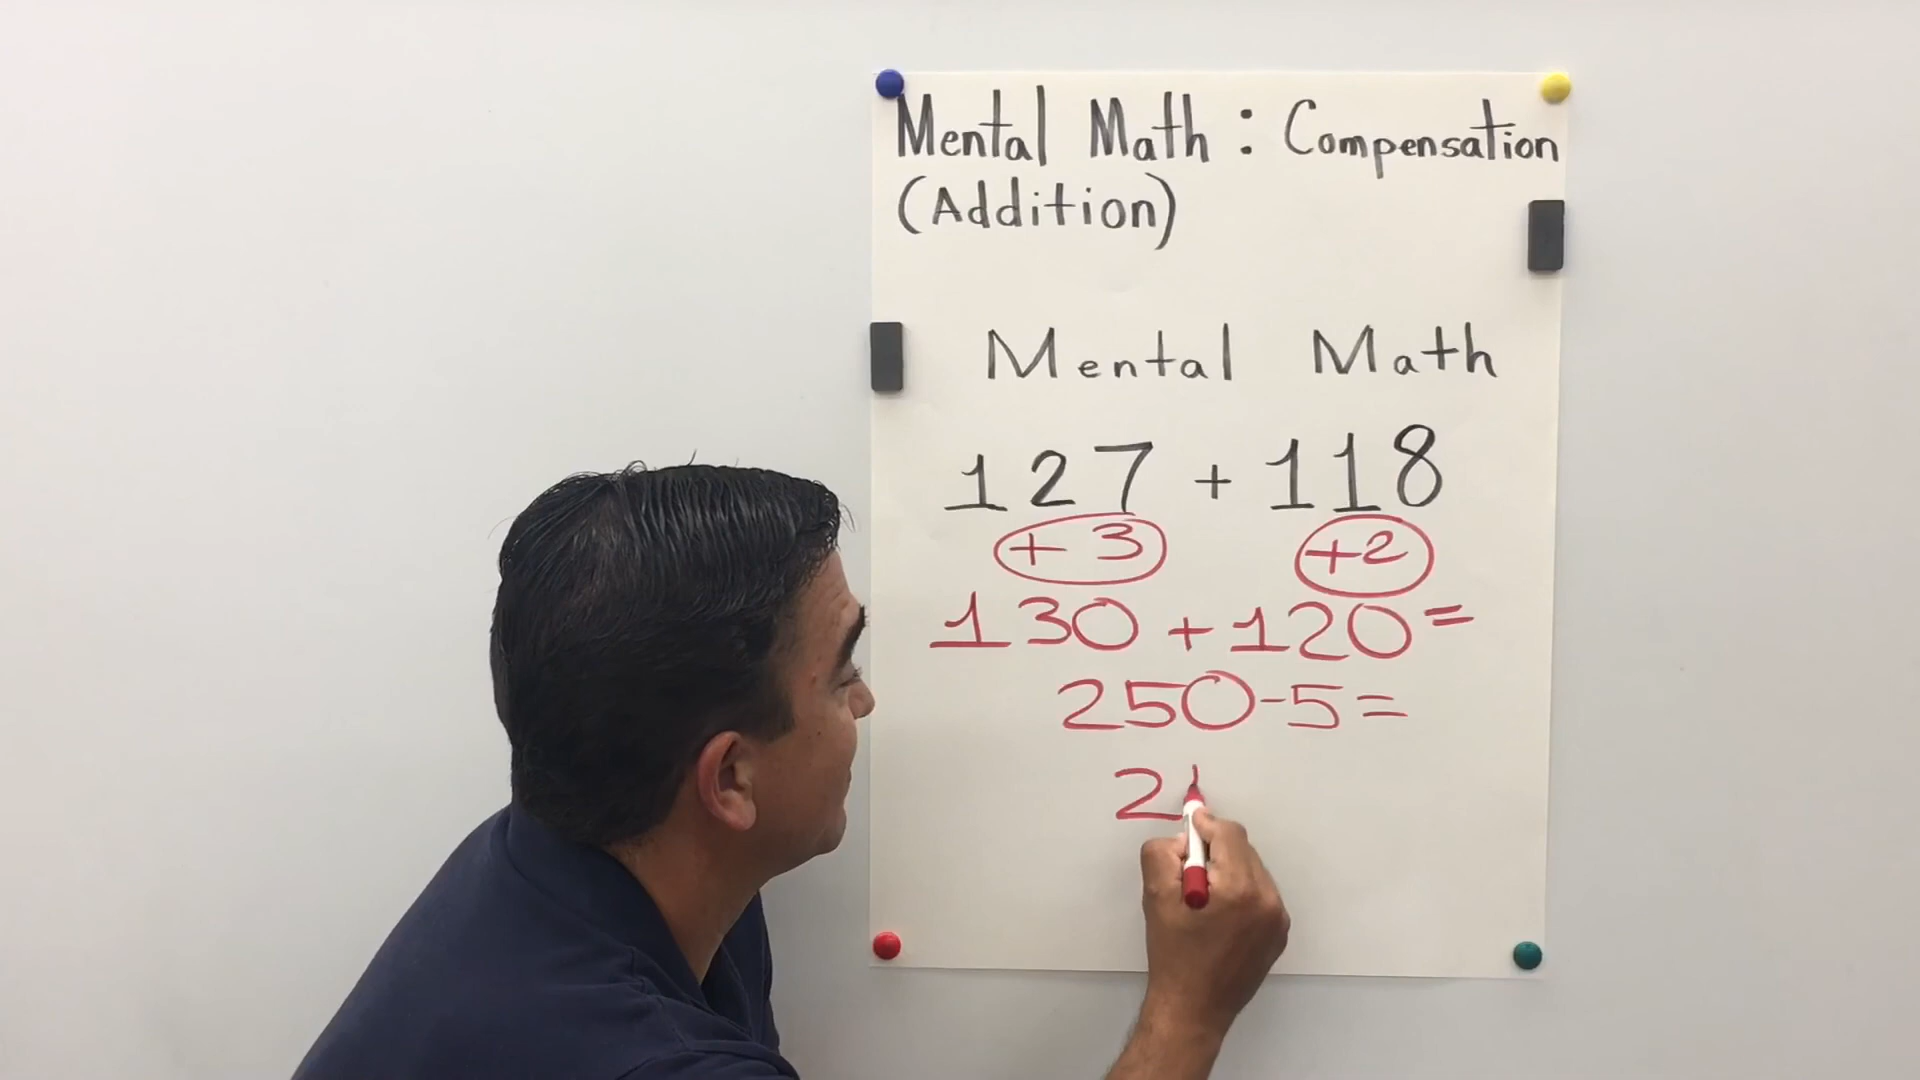 Mental Math : Compensation
(Addition)
Mental Math
127 + 118
+ 3 +2
130 + 120 =
250 - 5 =
2